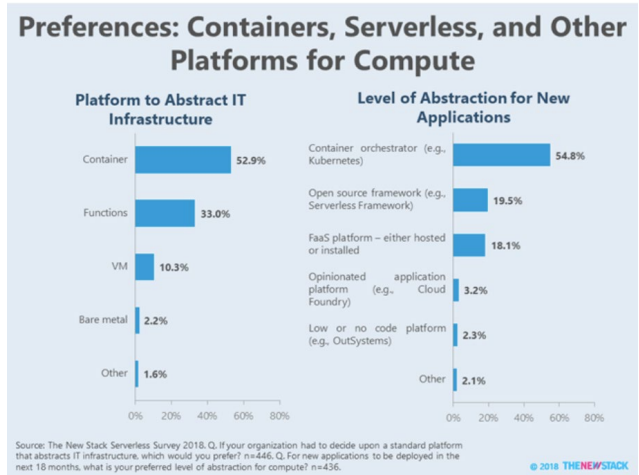 Preferences: Containers, Serverless, and Other
Platforms for Compute
Platform to Abstract IT
Infrastructure
Container
52.9%
Functions
33.0%
VM
10.3%
Bare metal
2.2%
Other
1.6%
0% 20% 40% 60% 80%
Level of Abstraction for New
Applications
Container orchestrator (e.g.,
Kubernetes)
54.8%
Open source framework (e.g.,
Serverless Framework)
19.5%
FaaS platform – either hosted
or installed
18.1%
Opinionated application
platform (e.g., Cloud
Foundry)
3.2%
Low or no code platform
(e.g., OutSystems)
2.3%
Other
2.1%
0% 20% 40% 60% 80%
Source: The New Stack Serverless Survey 2018. Q. If your organization had to decide upon a standard platform
that abstracts IT infrastructure, which would you prefer? n=446. Q. For new applications to be deployed in the
next 18 months, what is your preferred level of abstraction for compute? n=436.
© 2018 THENEWSTACK